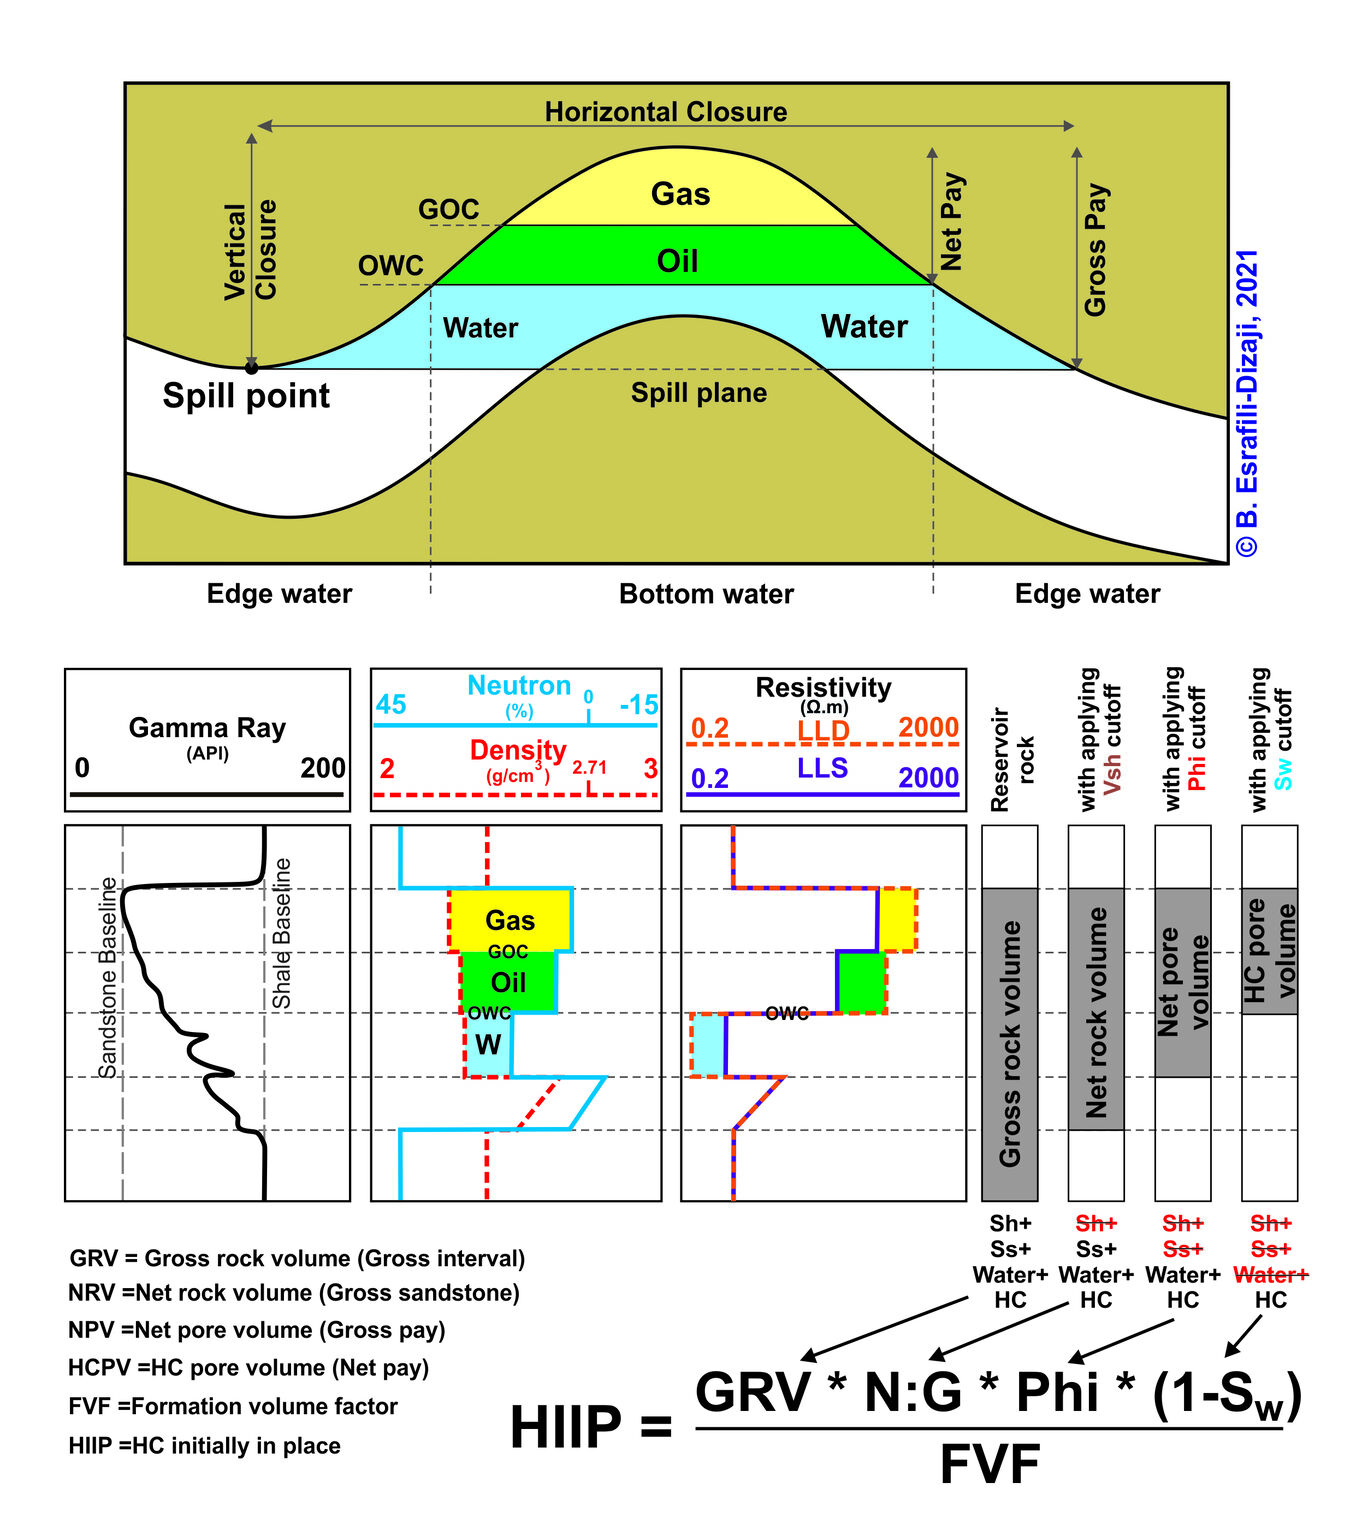 Horizontal Closure
Vertical
Closure
GOC
OWC
Gas
Oil
Water
Water
Net Pay
Gross Pay
Spill point
Spill plane
© B. Esrafili-Dizaji, 2021
Edge water
Bottom water
Edge water
Gamma Ray
(API)
0
200
Neutron
(%)
45
0
-15
Density
(g/cm³)
2
2.71
3
Resistivity
(Ω.m)
0.2
LLD
2000
0.2
LLS
2000
Reservoir
rock
with applying
Vsh cutoff
with applying
Phi cutoff
with applying
Sw cutoff
Sandstone Baseline
Shale Baseline
Gas
GOC
Oil
OWC
W
OWC
Gross rock volume
Net rock volume
Net pore
volume
HC pore
volume
Sh+
Ss+
Water+
HC
Sh+
Ss+
Water+
HC
Sh+
Ss+
Water+
HC
Sh+
Ss+
Water+
HC
GRV = Gross rock volume (Gross interval)
NRV =Net rock volume (Gross sandstone)
NPV =Net pore volume (Gross pay)
HCPV =HC pore volume (Net pay)
FVF =Formation volume factor
HIIP =HC initially in place
HIIP =
GRV * N:G * Phi * (1-Sw)
FVF